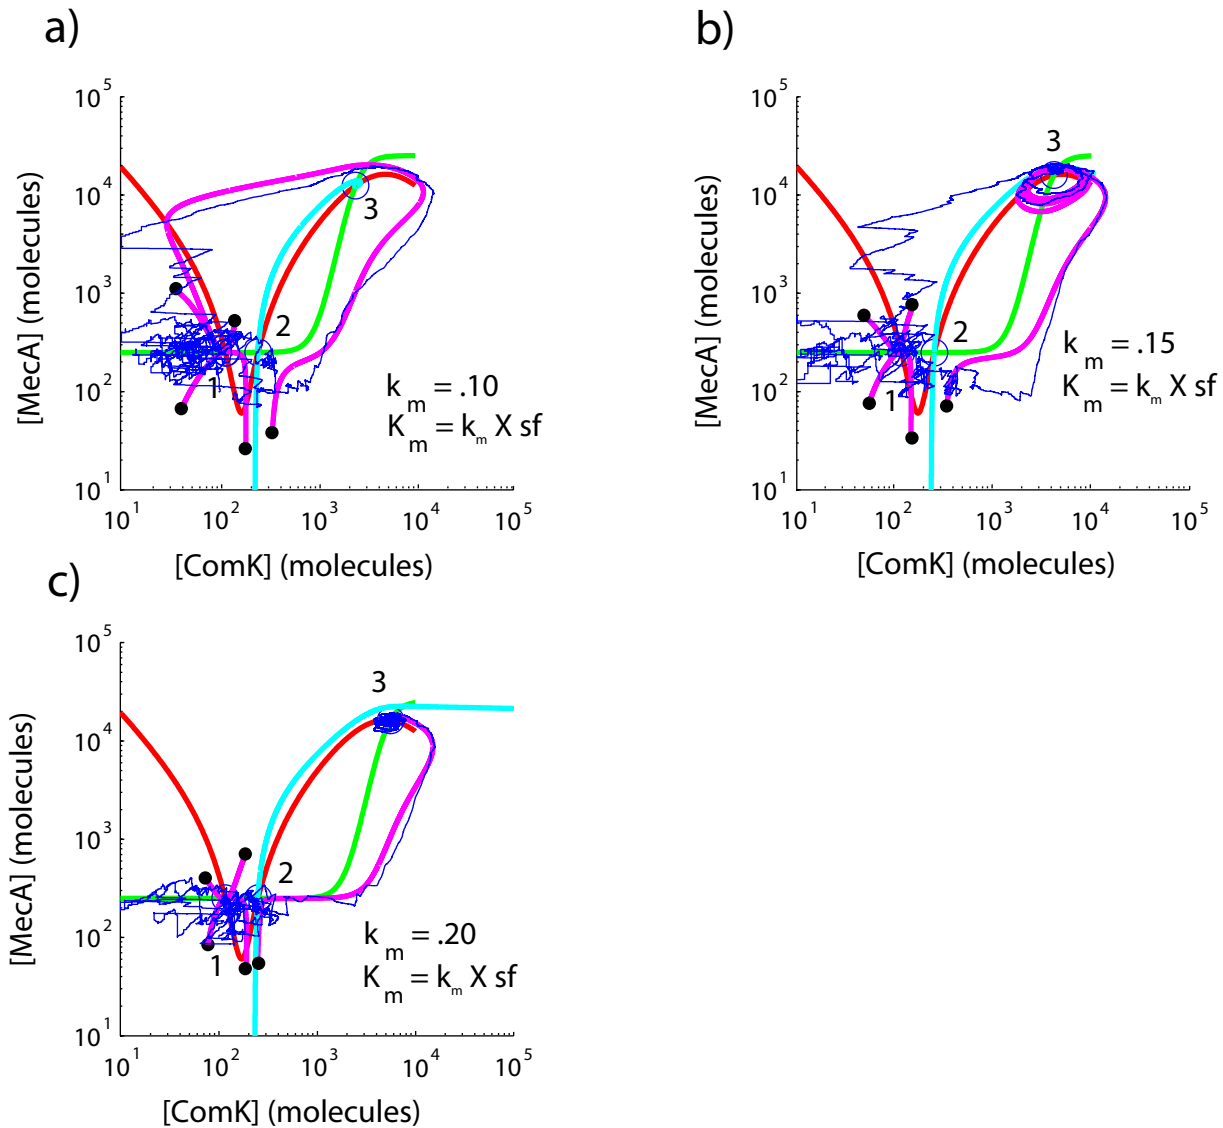 a)
10^5
10^4
10^3
10^2
10^1
[MecA] (molecules)
3
2
1
k_m = .10
K_m = k_m X sf
10^1 10^2 10^3 10^4 10^5
[ComK] (molecules)
b)
10^5
10^4
10^3
10^2
10^1
[MecA] (molecules)
3
2
1
k_m = .15
K_m = k_m X sf
10^1 10^2 10^3 10^4 10^5
[ComK] (molecules)
c)
10^5
10^4
10^3
10^2
10^1
[MecA] (molecules)
3
2
1
k_m = .20
K_m = k_m X sf
10^1 10^2 10^3 10^4 10^5
[ComK] (molecules)